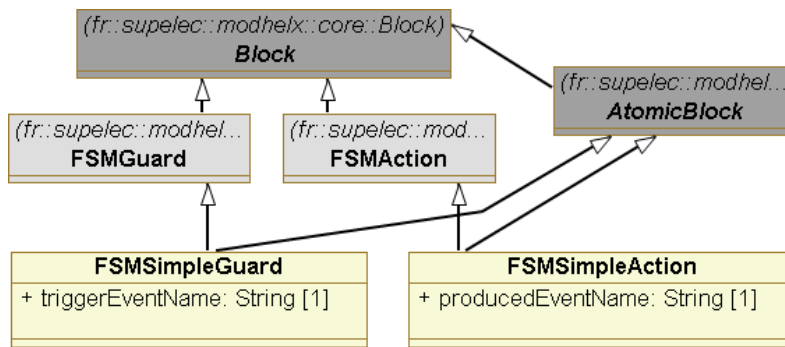 (fr::supelec::modhelx::core::Block)
Block
(fr::supelec::modhel...
AtomicBlock
(fr::supelec::modhel...
FSMGuard
(fr::supelec::mod...
FSMAction
FSMSimpleGuard
+ triggerEventName: String [1]
FSMSimpleAction
+ producedEventName: String [1]